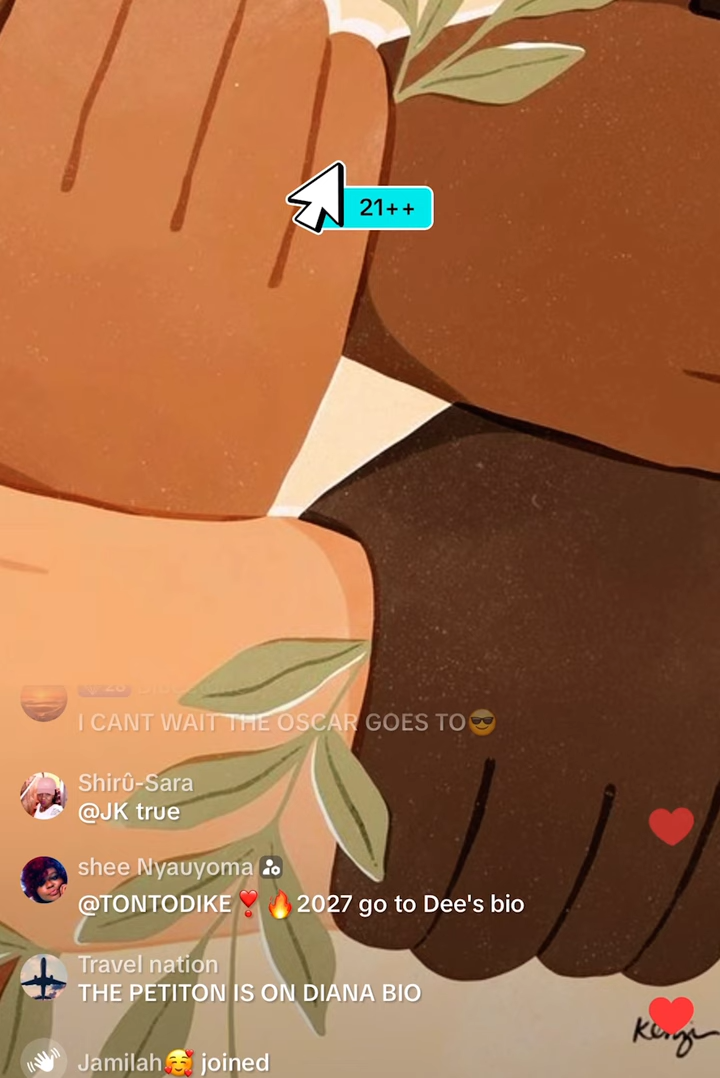 21++
I CANT WAIT THE OSCAR GOES TO😎
Shirû-Sara
@JK true
shee Nyauyoma
@TONTODIKE❣️🔥2027 go to Dee's bio
Travel nation
THE PETITON IS ON DIANA BIO
Jamilah🥰 joined